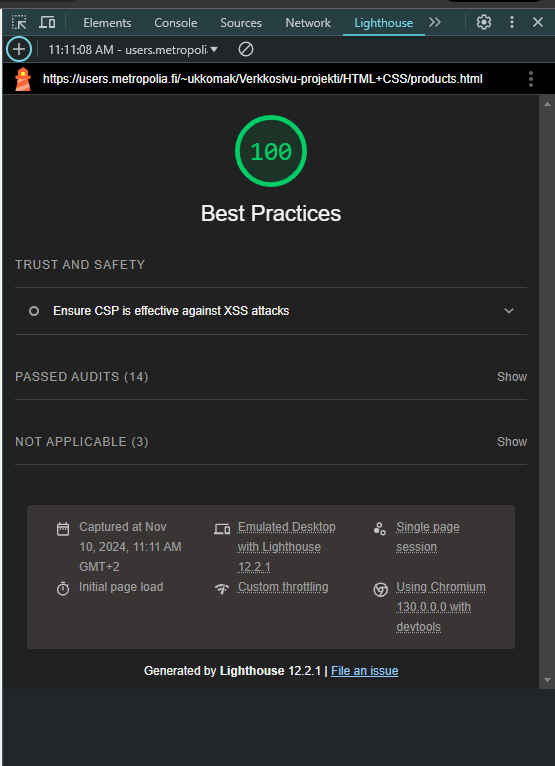 Elements Console Sources Network Lighthouse
11:11:08 AM - users.metropoli
https://users.metropolia.fi/~ukkomak/Verkkosivu-projekti/HTML+CSS/products.html
100
Best Practices
TRUST AND SAFETY
Ensure CSP is effective against XSS attacks
PASSED AUDITS (14) Show
NOT APPLICABLE (3) Show
Captured at Nov
10, 2024, 11:11 AM
GMT+2
Emulated Desktop
with Lighthouse
12.2.1
Single page
session
Initial page load
Custom throttling
Using Chromium
130.0.0.0 with
devtools
Generated by Lighthouse 12.2.1 | File an issue